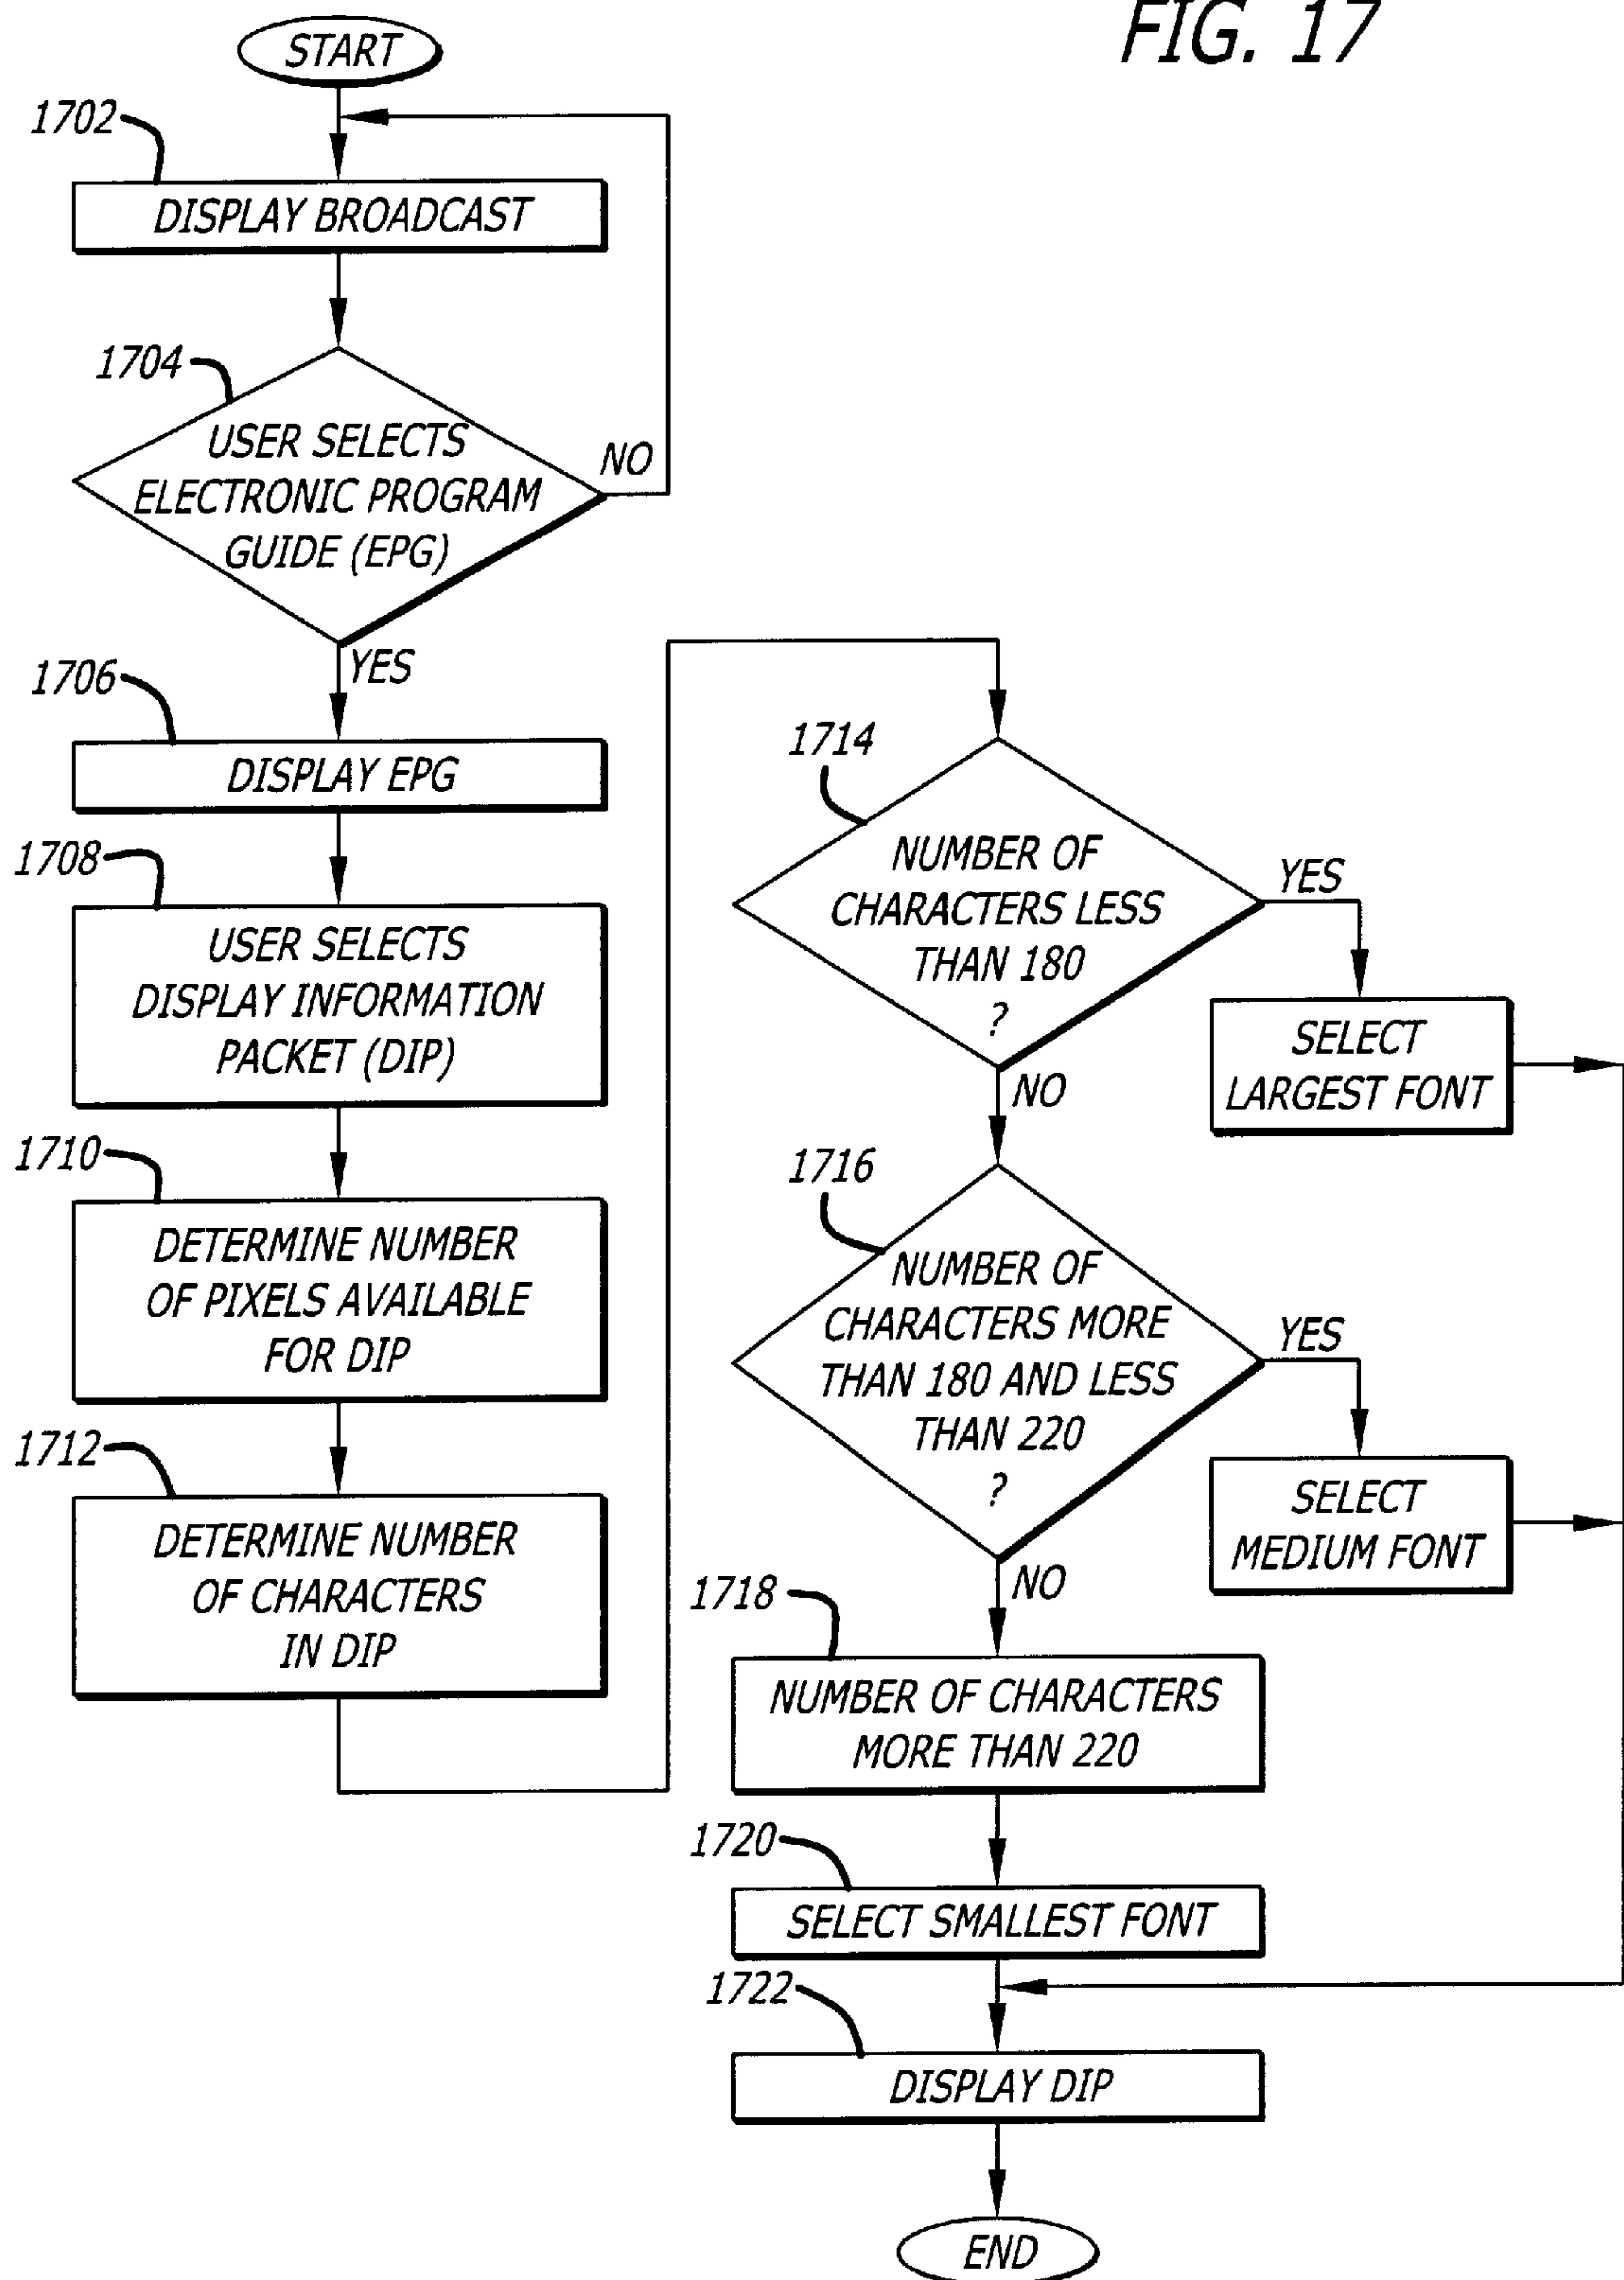 FIG. 17
START
1702
DISPLAY BROADCAST
1704
USER SELECTS
ELECTRONIC PROGRAM
GUIDE (EPG)
NO
YES
1706
DISPLAY EPG
1708
USER SELECTS
DISPLAY INFORMATION
PACKET (DIP)
1710
DETERMINE NUMBER
OF PIXELS AVAILABLE
FOR DIP
1712
DETERMINE NUMBER
OF CHARACTERS
IN DIP
1714
NUMBER OF
CHARACTERS LESS
THAN 180
?
YES
SELECT
LARGEST FONT
NO
1716
NUMBER OF
CHARACTERS MORE
THAN 180 AND LESS
THAN 220
?
YES
SELECT
MEDIUM FONT
NO
1718
NUMBER OF CHARACTERS
MORE THAN 220
1720
SELECT SMALLEST FONT
1722
DISPLAY DIP
END